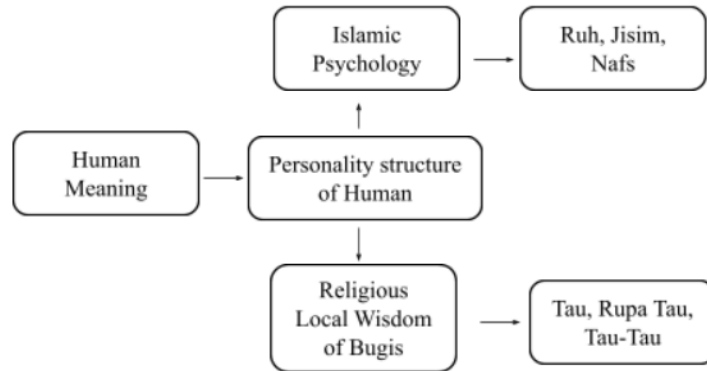 Islamic
Psychology
Ruh, Jisim,
Nafs
Human
Meaning
Personality structure
of Human
Religious
Local Wisdom
of Bugis
Tau, Rupa Tau,
Tau-Tau